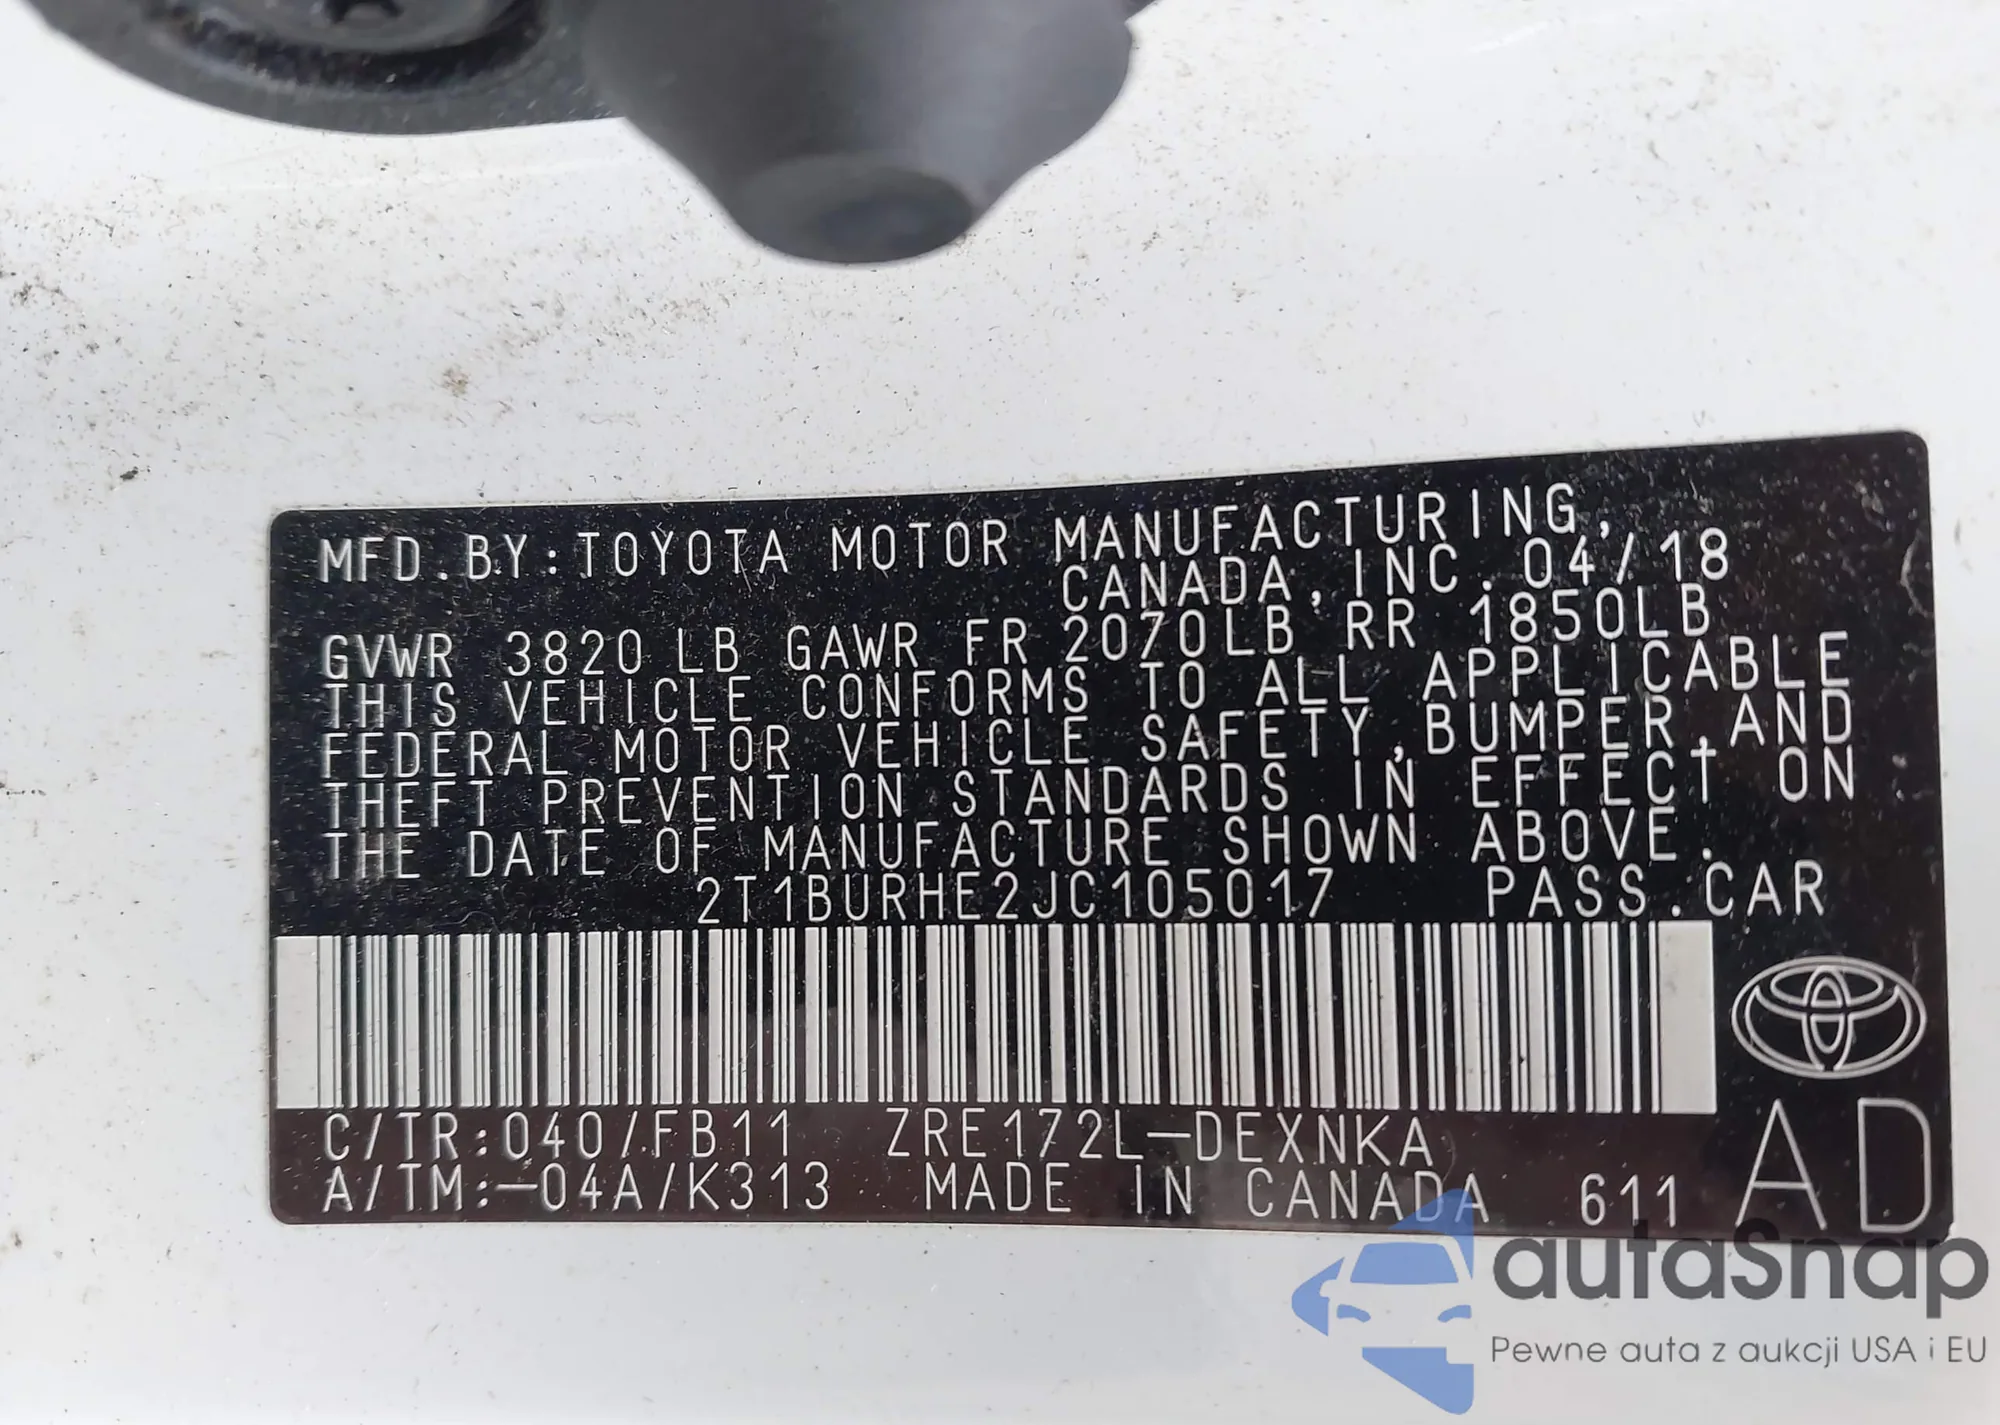 MFD.BY:TOYOTA MOTOR MANUFACTURING,
CANADA,INC.04/18
GVWR 3820 LB GAWR FR 2070LB RR 1850LB
THIS VEHICLE CONFORMS TO ALL APPLICABLE
FEDERAL MOTOR VEHICLE SAFETY,BUMPER,AND
THEFT PREVENTION STANDARDS IN EFFECT ON
THE DATE OF MANUFACTURE SHOWN ABOVE.
2T1BURHE2JC105017 PASS.CAR
C/TR:040/FB11 ZRE172L-DEXNKA
A/TM:-04A/K313 MADE IN CANADA 611 AD
autaSnap
Pewne auta z aukcji USA i EU